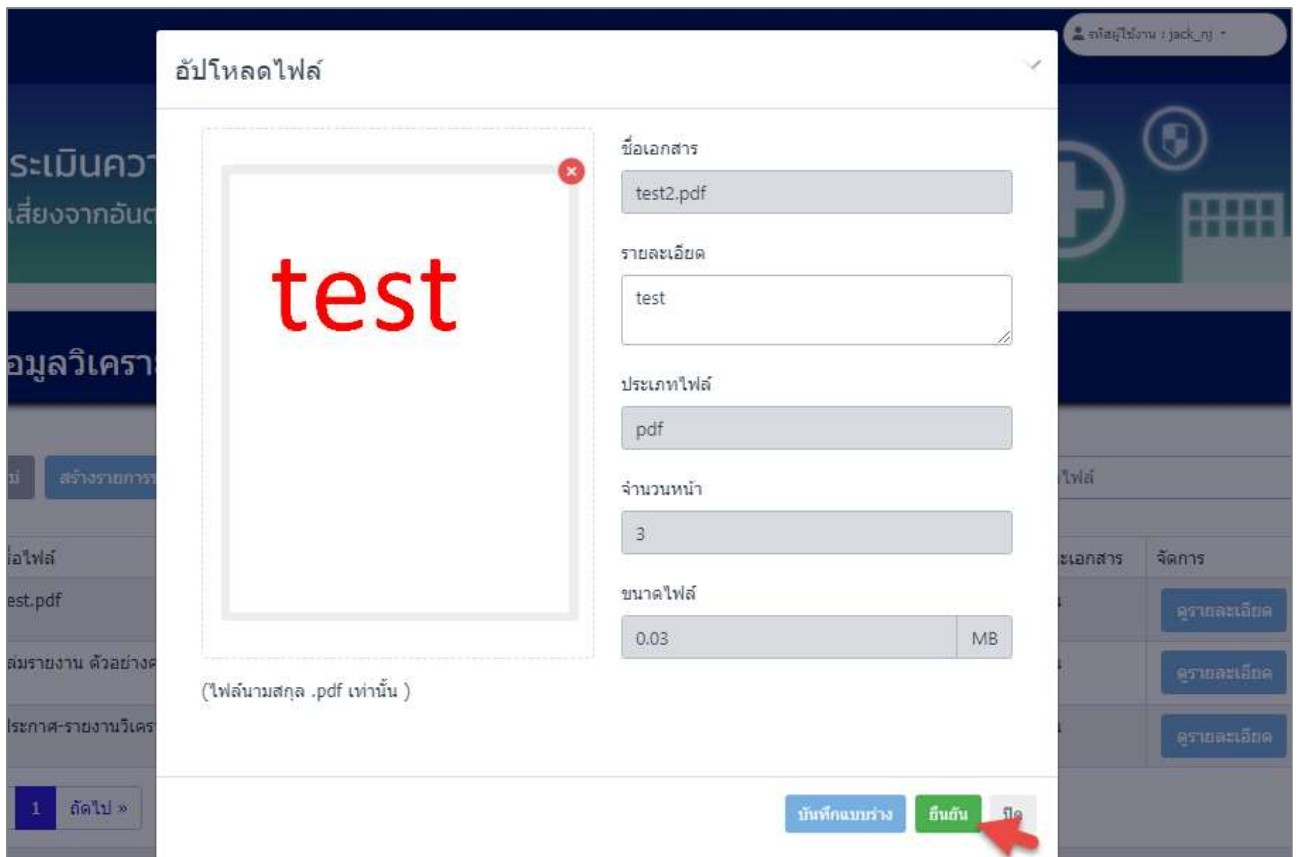 รหัสผู้ใช้งาน : jack_nj
อัปโหลดไฟล์
ระเมินควา
เสี่ยงจากอันต
ชื่อเอกสาร
test2.pdf
test
รายละเอียด
test
อมูลวิเครา
ประเภทไฟล์
pdf
สร้างรายการ
ไฟล์
จำนวนหน้า
3
ชื่อไฟล์
จัดการ
est.pdf
ดูรายละเอียด
ขนาดไฟล์
0.03 MB
ล่มรายงาน ตัวอย่าง
ดูรายละเอียด
(ไฟล์นามสกุล .pdf เท่านั้น )
ประกาศ-รายงานวิเคร
ดูรายละเอียด
1 ถัดไป »
บันทึกแบบร่าง ยืนยัน ปิด